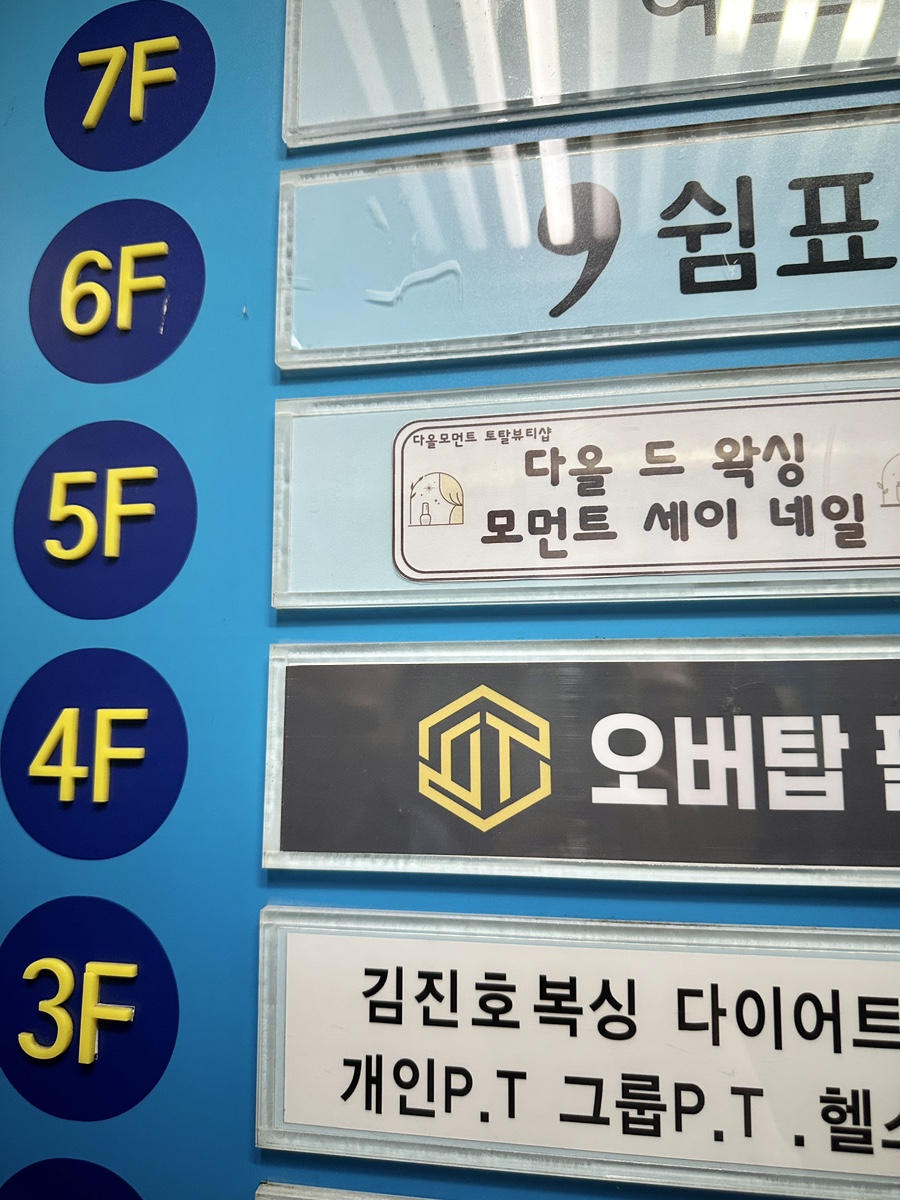 7F
6F
, 쉼표
5F
다올모먼트 토탈뷰티샵
다올 드 왁싱
모먼트 세이 네일
4F
오버탑
3F
김진호복싱 다이어트
개인P.T 그룹P.T .헬